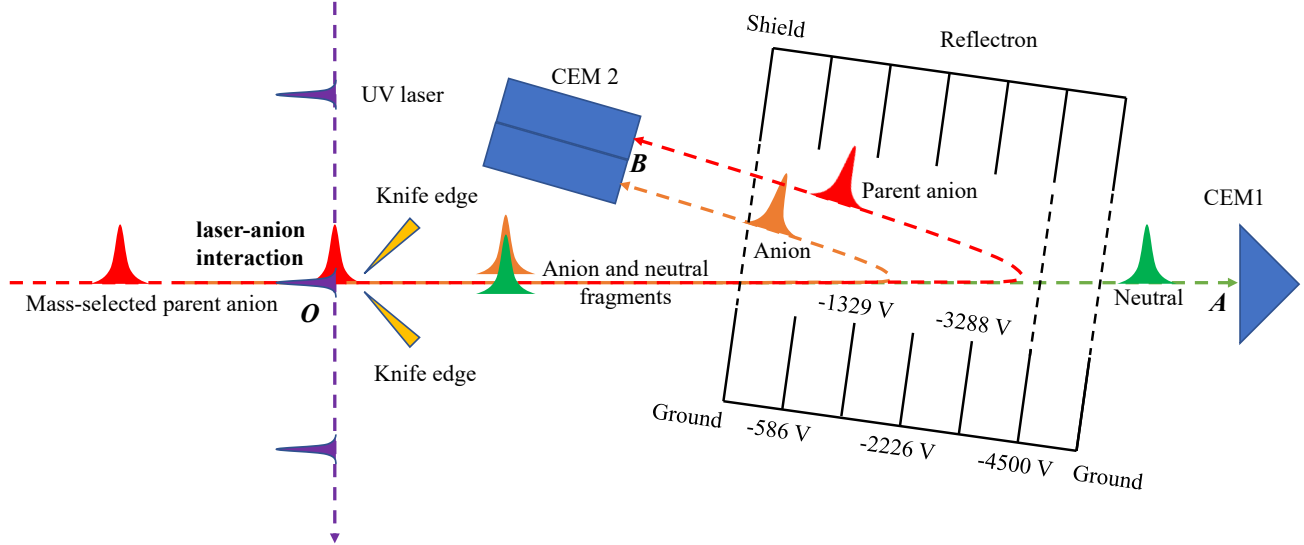 Shield
Reflectron
CEM 2
UV laser
B
Parent anion
Knife edge
CEM1
laser-anion
interaction
Anion
Anion and neutral
fragments
Mass-selected parent anion
O
-1329 V
-3288 V
Neutral
A
Knife edge
Ground
-586 V
-2226 V
-4500 V
Ground